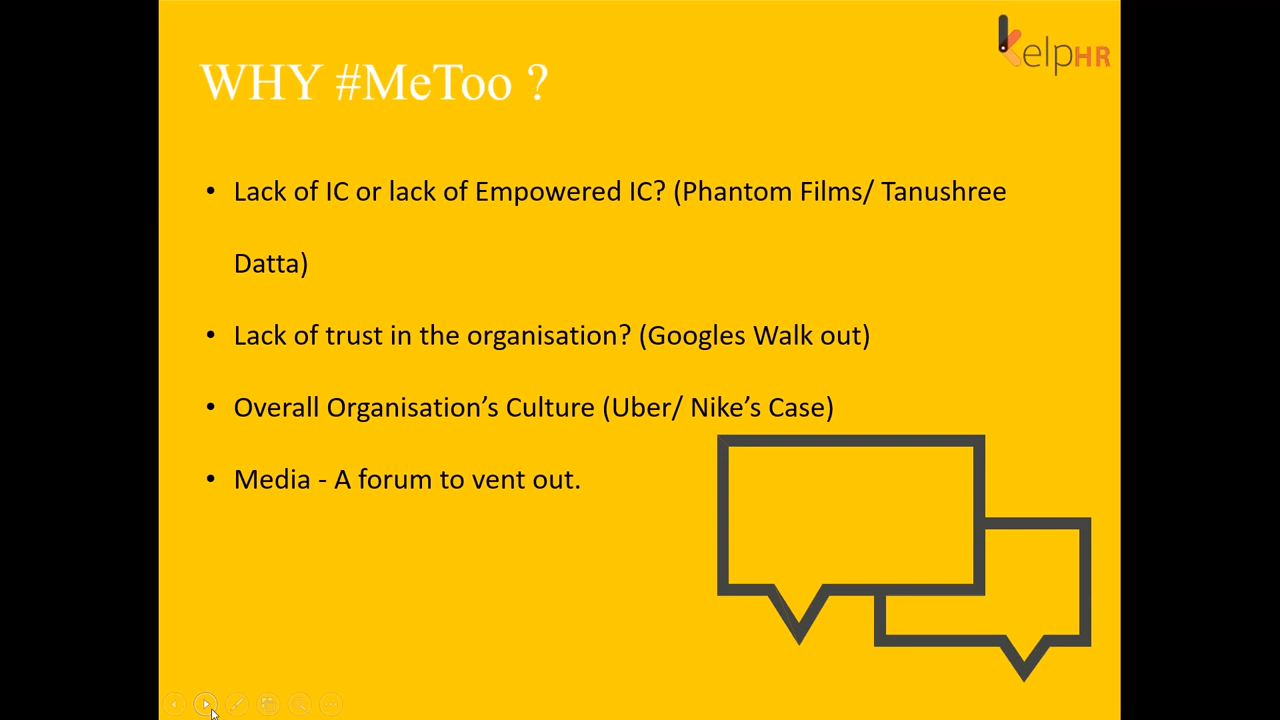 kelpHR
WHY #MeToo ?
• Lack of IC or lack of Empowered IC? (Phantom Films/ Tanushree
Datta)
• Lack of trust in the organisation? (Googles Walk out)
• Overall Organisation’s Culture (Uber/ Nike’s Case)
• Media - A forum to vent out.